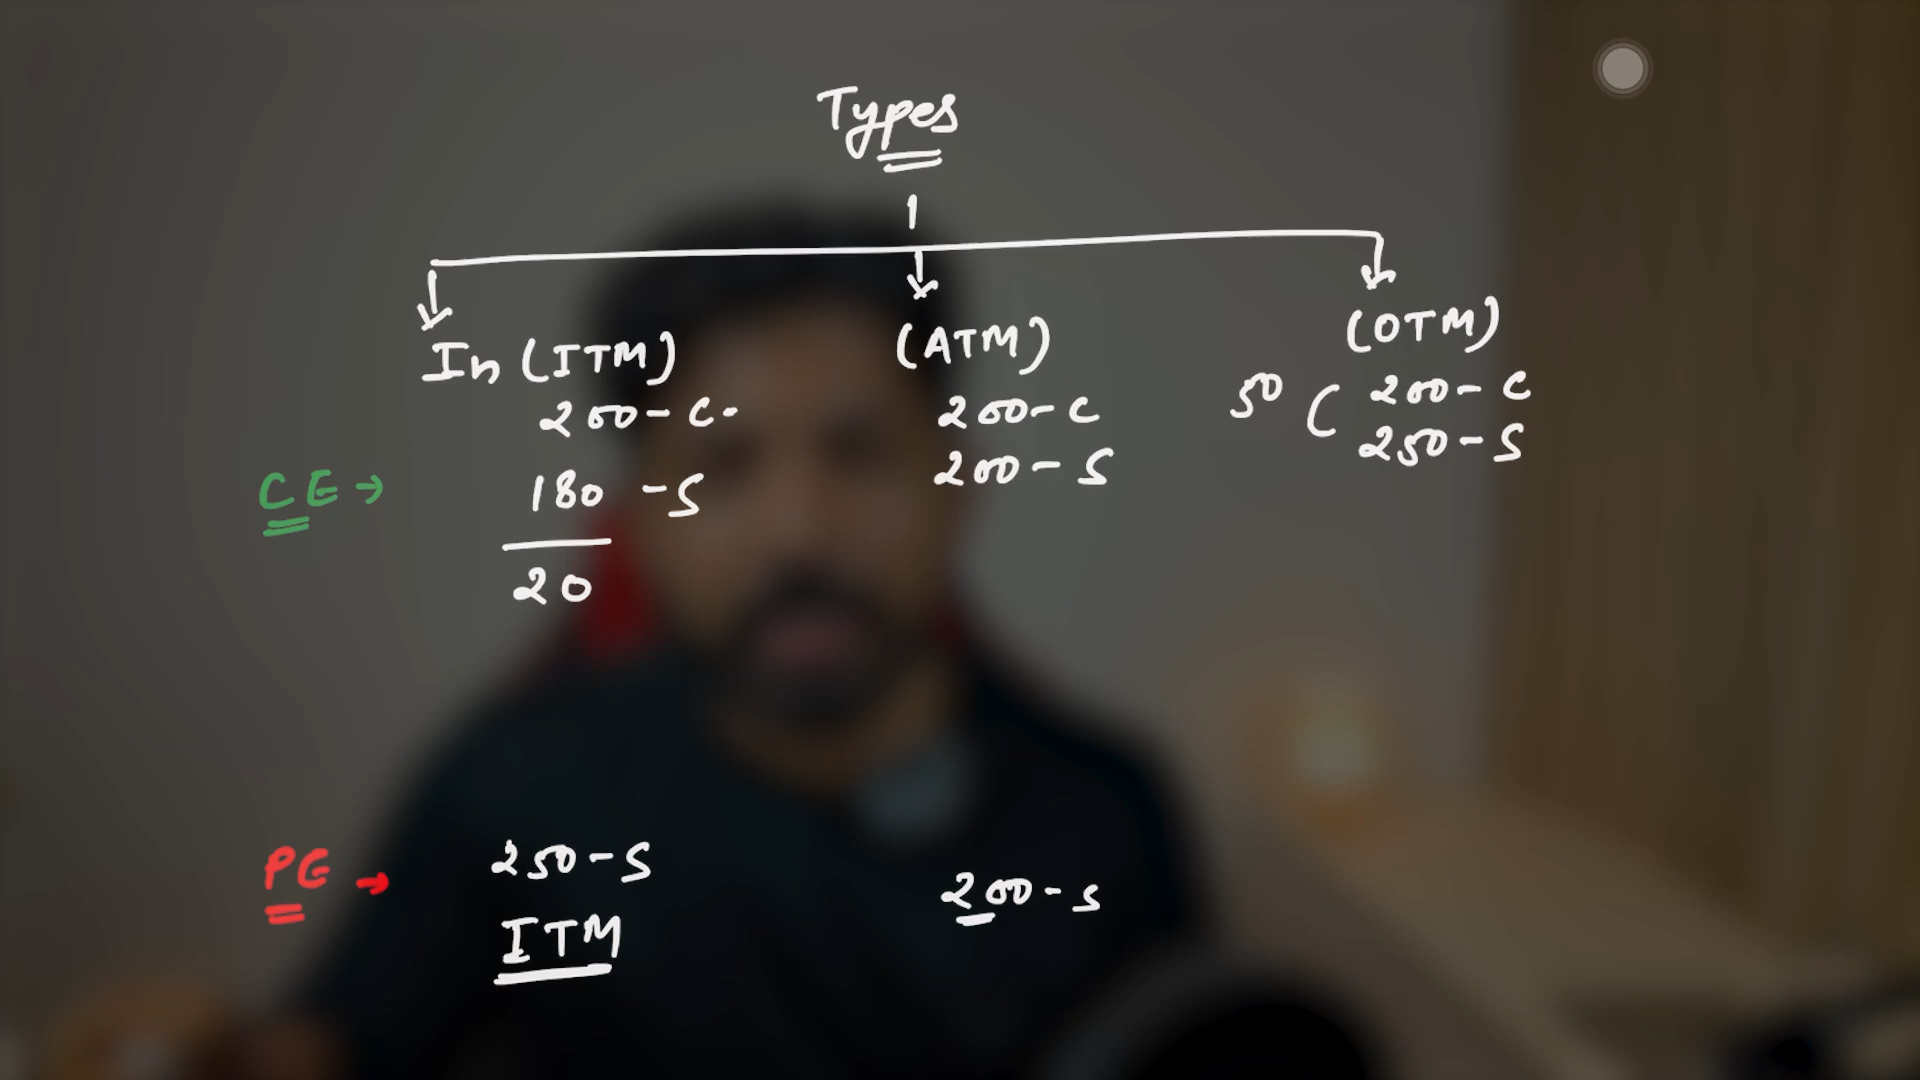 Types
In (ITM) (ATM) (OTM)
200 - C. 200 - C 50 ( 200 - C
CE → 180 - S 200 - S 250 - S
20
PE → 250 - S 200 - S
ITM